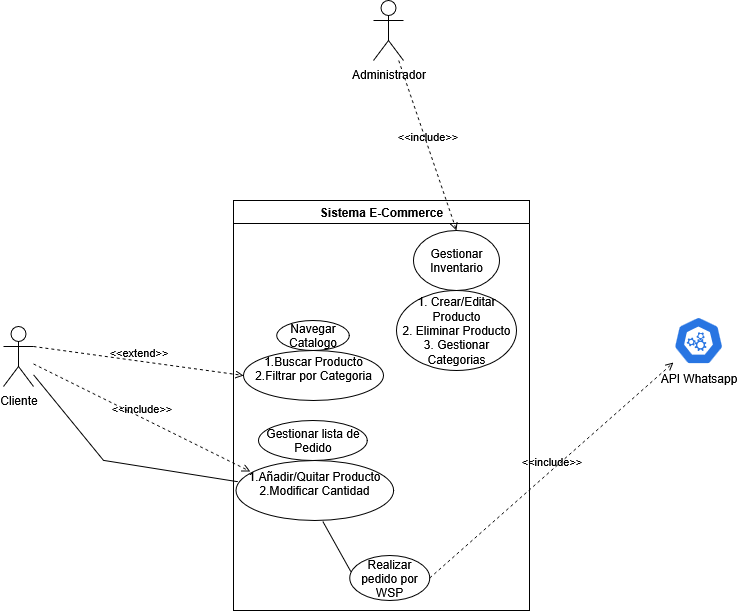 Administrador
<<include>>
Sistema E-Commerce
Gestionar
Inventario
1. Crear/Editar
Producto
2. Eliminar Producto
3. Gestionar
Categorias
Navegar
Catalogo
1.Buscar Producto
2.Filtrar por Categoria
<<extend>>
Cliente
<<include>>
API Whatsapp
Gestionar lista de
Pedido
1.Añadir/Quitar Producto
2.Modificar Cantidad
<<include>>
Realizar
pedido por
WSP